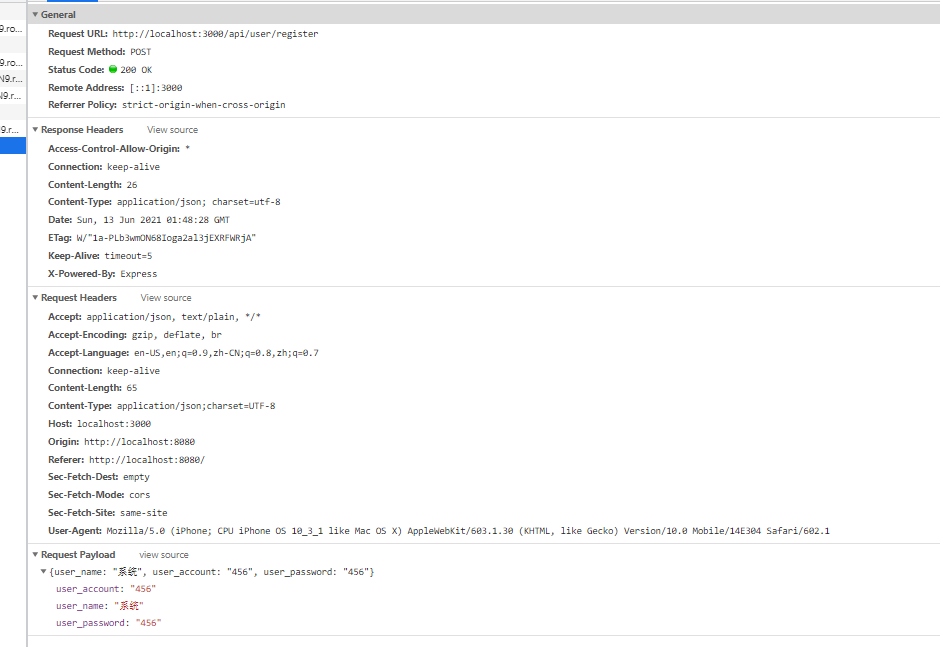 General
9.ro...
Request URL: http://localhost:3000/api/user/register
Request Method: POST
9.ro...
Status Code: 200 OK
N9.r...
Remote Address: [::1]:3000
N9.r...
Referrer Policy: strict-origin-when-cross-origin
9.r...
Response Headers View source
Access-Control-Allow-Origin: *
Connection: keep-alive
Content-Length: 26
Content-Type: application/json; charset=utf-8
Date: Sun, 13 Jun 2021 01:48:28 GMT
ETag: W/"1a-PLb3wmON68Ioga2al3jEXRFWRjA"
Keep-Alive: timeout=5
X-Powered-By: Express
Request Headers View source
Accept: application/json, text/plain, */*
Accept-Encoding: gzip, deflate, br
Accept-Language: en-US,en;q=0.9,zh-CN;q=0.8,zh;q=0.7
Connection: keep-alive
Content-Length: 65
Content-Type: application/json;charset=UTF-8
Host: localhost:3000
Origin: http://localhost:8080
Referer: http://localhost:8080/
Sec-Fetch-Dest: empty
Sec-Fetch-Mode: cors
Sec-Fetch-Site: same-site
User-Agent: Mozilla/5.0 (iPhone; CPU iPhone OS 10_3_1 like Mac OS X) AppleWebKit/603.1.30 (KHTML, like Gecko) Version/10.0 Mobile/14E304 Safari/602.1
Request Payload view source
{user_name: "系统", user_account: "456", user_password: "456"}
user_account: "456"
user_name: "系统"
user_password: "456"